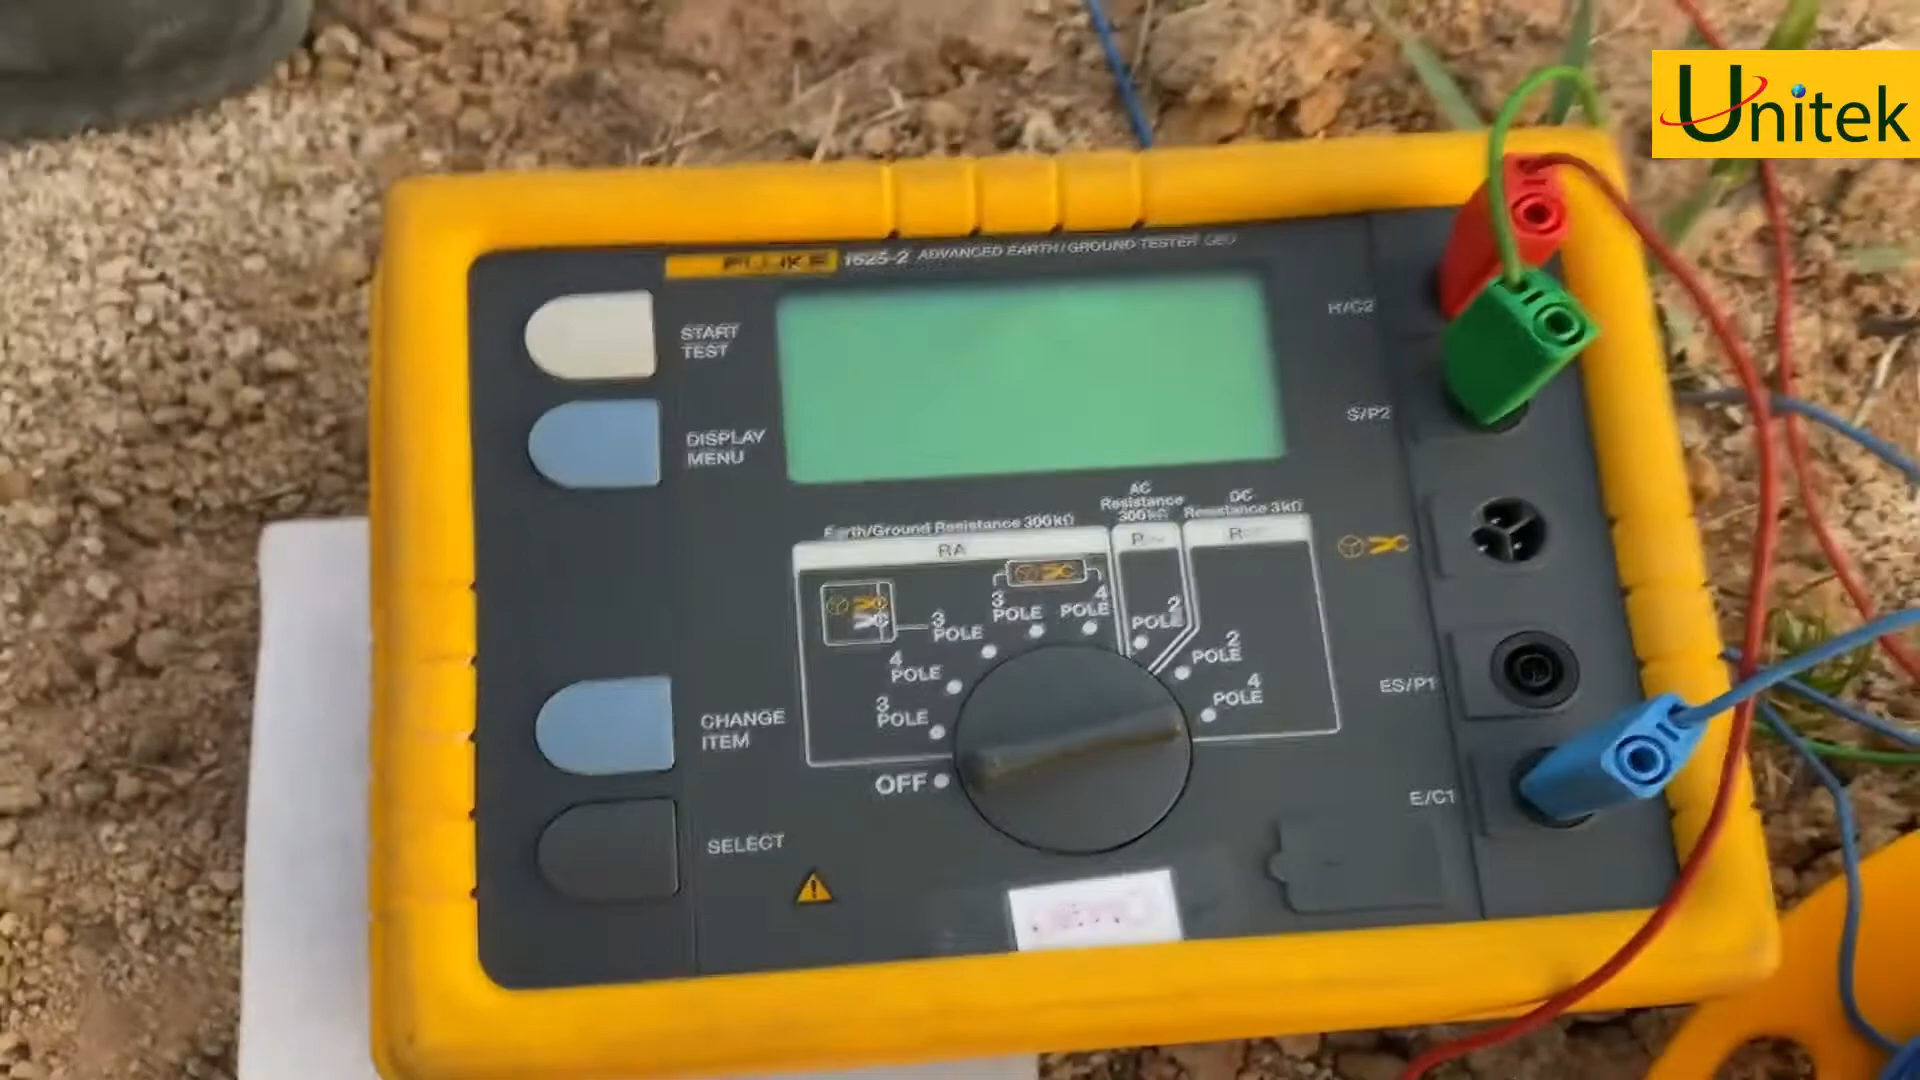 Unitek
FLUKE 1625-2 ADVANCED EARTH/GROUND TESTER GEO
START
TEST
DISPLAY
MENU
CHANGE
ITEM
SELECT
H/C2
S/P2
ES/P1
E/C1
Earth/Ground Resistance 300kΩ
AC
Resistance
300kΩ
DC
Resistance 3kΩ
RA
R
R
3
POLE
4
POLE
3
POLE
4
POLE
3
POLE
2
POLE
2
POLE
4
POLE
OFF